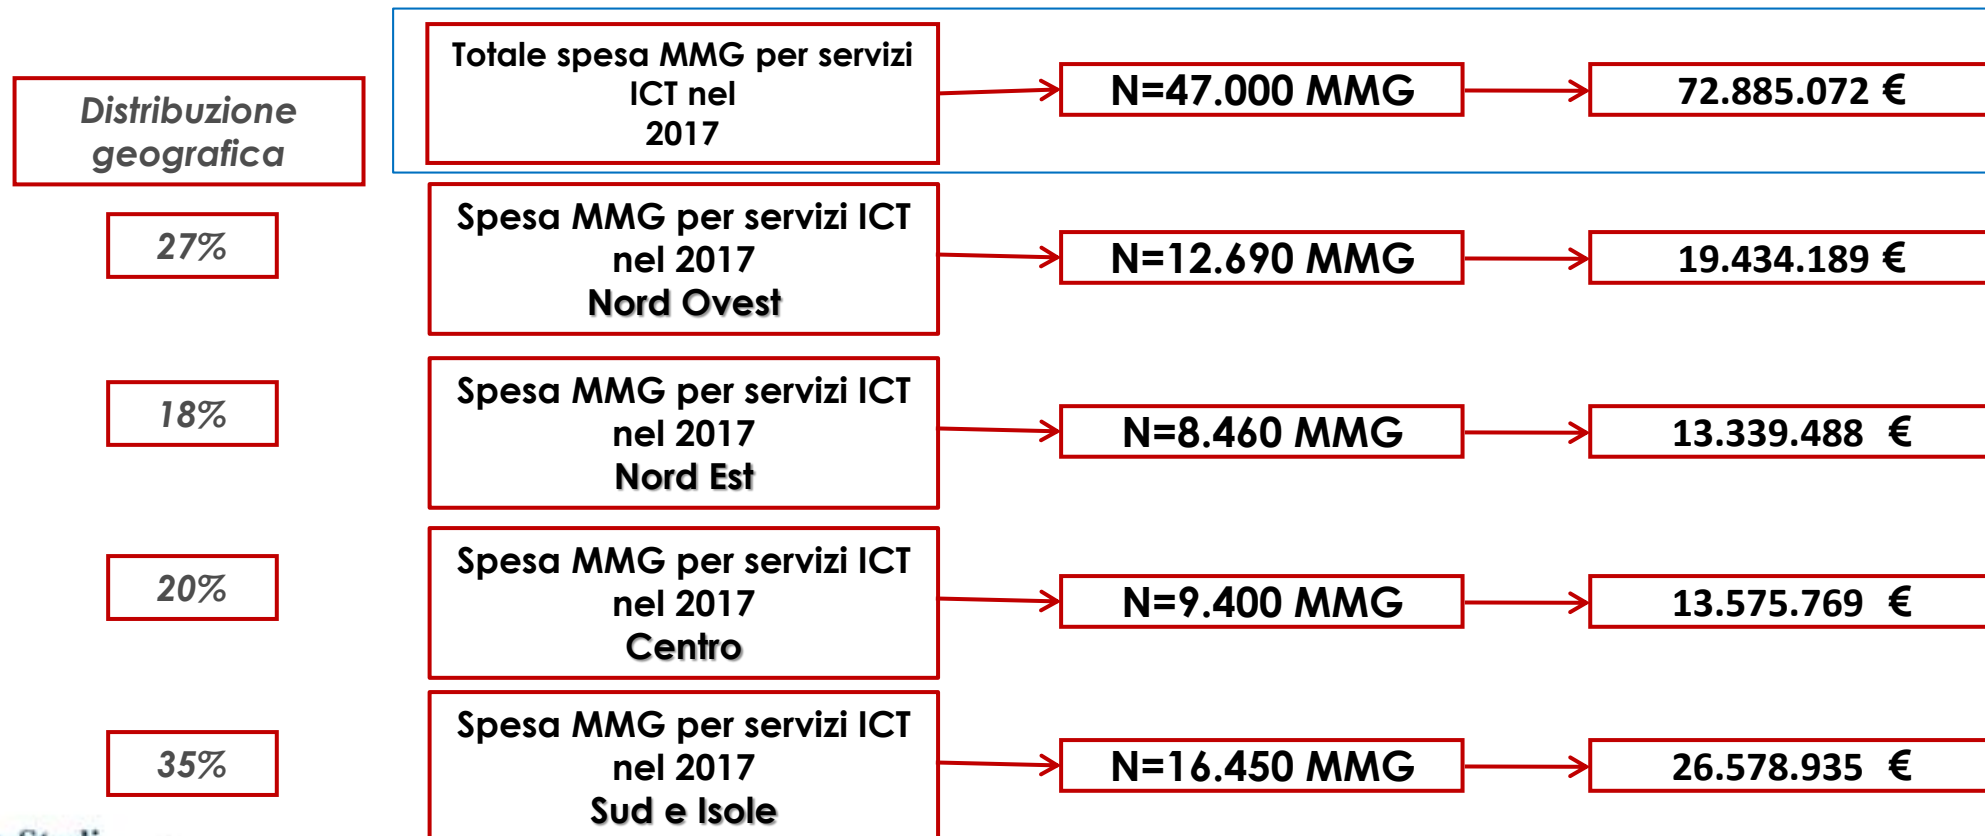 Totale spesa MMG per servizi
ICT nel
2017
N=47.000 MMG
72.885.072 €
Distribuzione
geografica
27%
Spesa MMG per servizi ICT
nel 2017
Nord Ovest
N=12.690 MMG
19.434.189 €
18%
Spesa MMG per servizi ICT
nel 2017
Nord Est
N=8.460 MMG
13.339.488 €
20%
Spesa MMG per servizi ICT
nel 2017
Centro
N=9.400 MMG
13.575.769 €
35%
Spesa MMG per servizi ICT
nel 2017
Sud e Isole
N=16.450 MMG
26.578.935 €